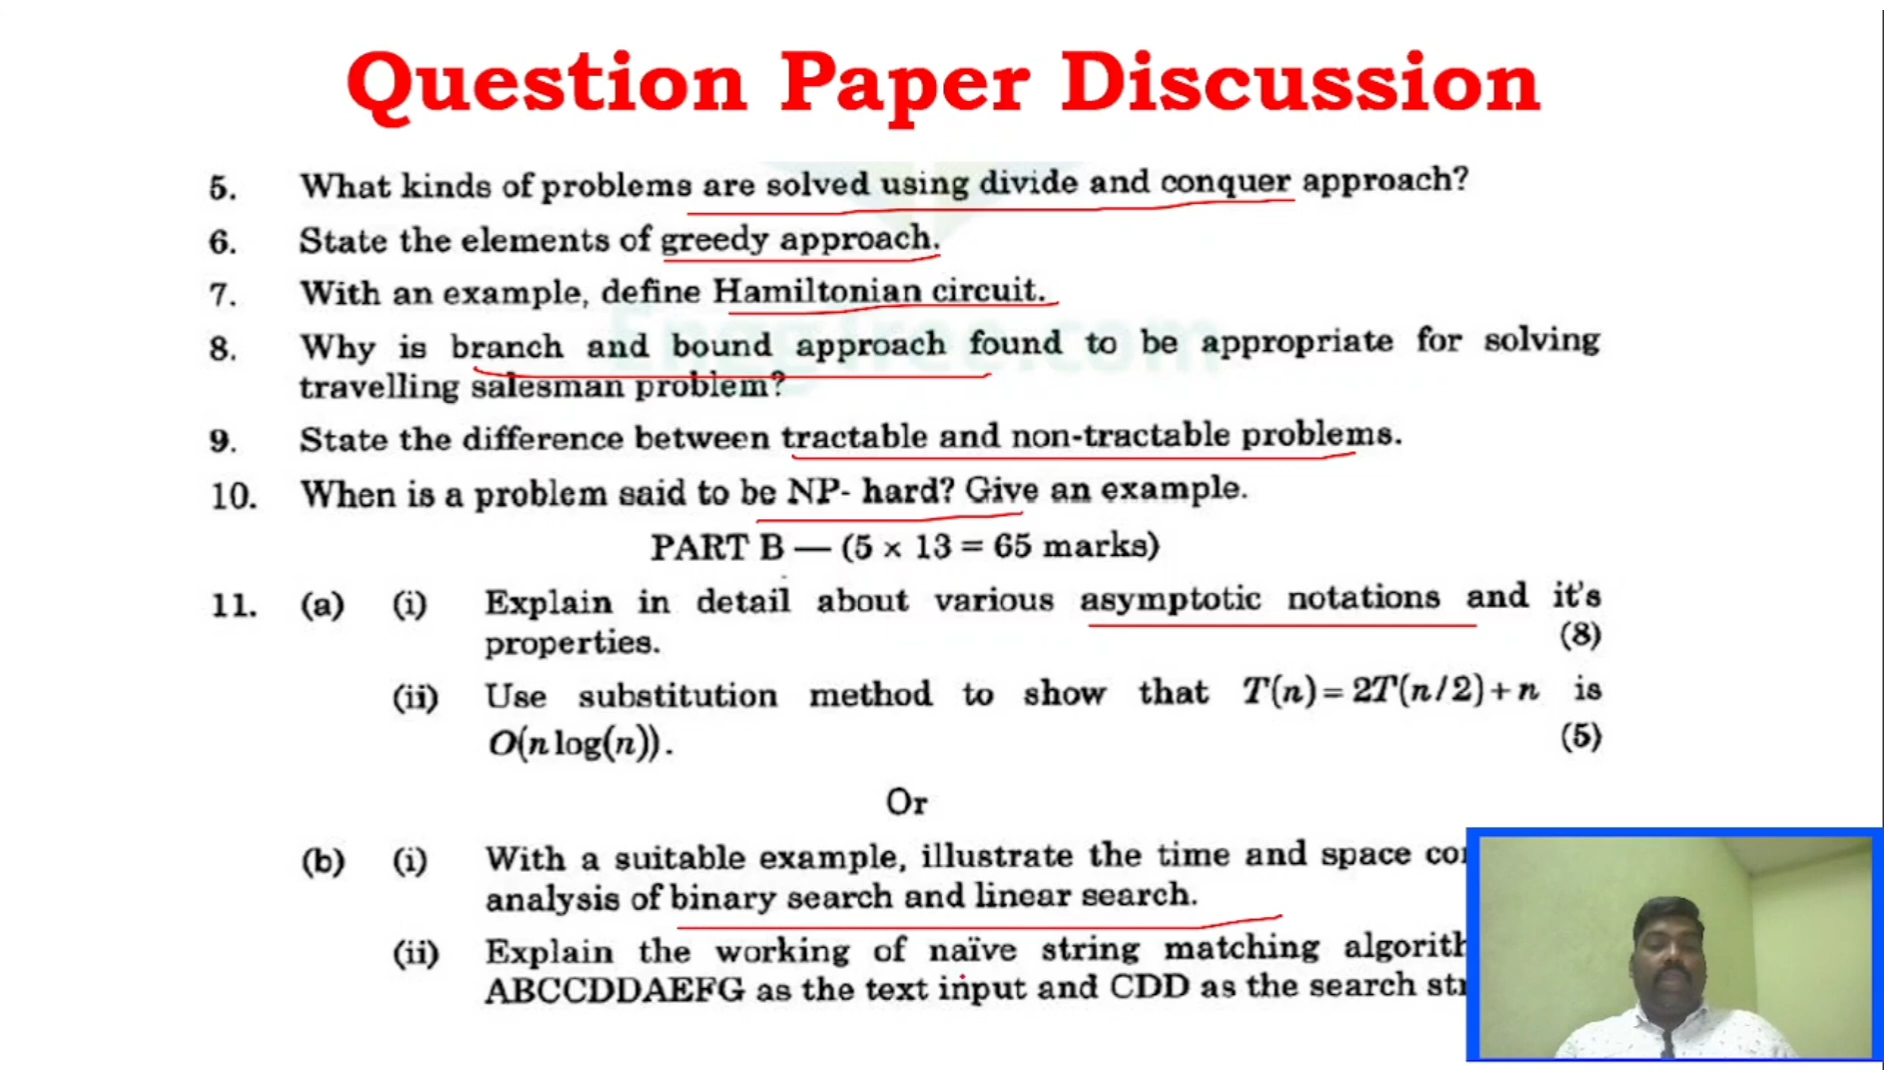 Question Paper Discussion
5. What kinds of problems are solved using divide and conquer approach?
6. State the elements of greedy approach.
7. With an example, define Hamiltonian circuit.
8. Why is branch and bound approach found to be appropriate for solving
travelling salesman problem?
9. State the difference between tractable and non-tractable problems.
10. When is a problem said to be NP- hard? Give an example.
PART B — (5 × 13 = 65 marks)
11. (a) (i) Explain in detail about various asymptotic notations and it's
properties. (8)
(ii) Use substitution method to show that T(n)= 2T(n/2)+n is
O(n log(n)). (5)
Or
(b) (i) With a suitable example, illustrate the time and space
analysis of binary search and linear search.
(ii) Explain the working of naïve string matching
ABCCDDAEFG as the text input and CDD as the search
EnggTree.com